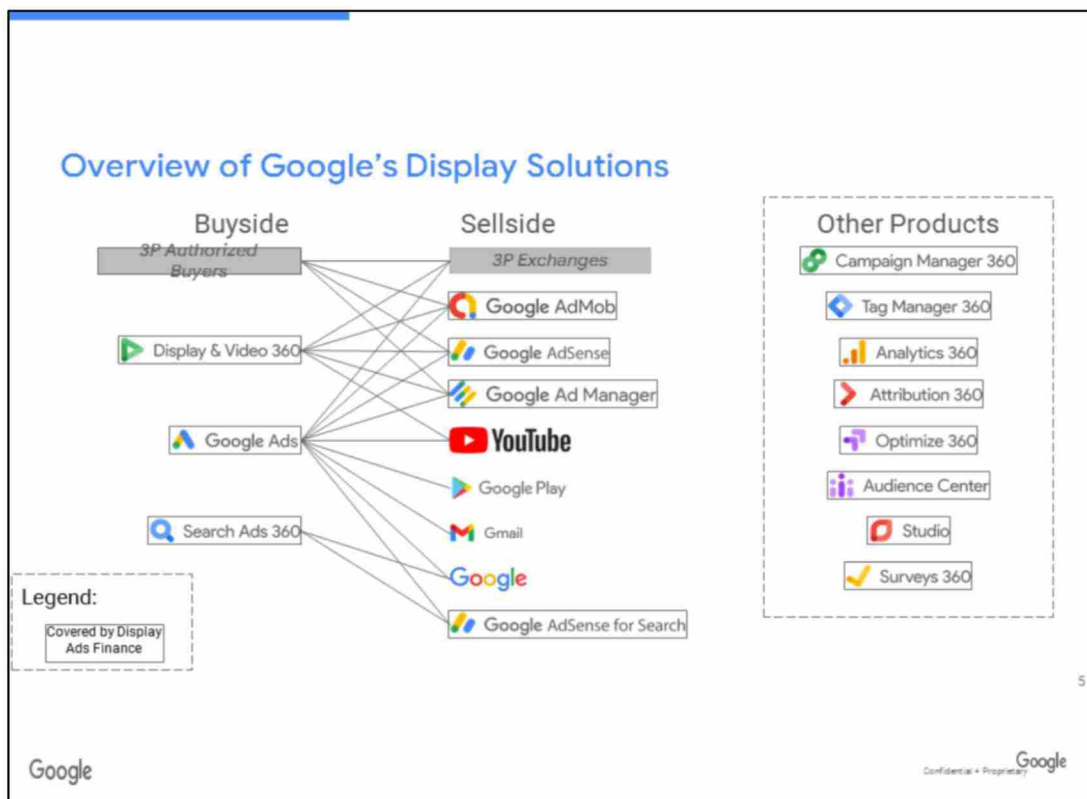 Overview of Google's Display Solutions
Buyside
3P Authorized
Buyers
Display & Video 360
Google Ads
Search Ads 360
Sellside
3P Exchanges
Google AdMob
Google AdSense
Google Ad Manager
YouTube
Google Play
Gmail
Google
Google AdSense for Search
Other Products
Campaign Manager 360
Tag Manager 360
Analytics 360
Attribution 360
Optimize 360
Audience Center
Studio
Surveys 360
Legend:
Covered by Display
Ads Finance
5
Google
Confidential + Proprietary
Google